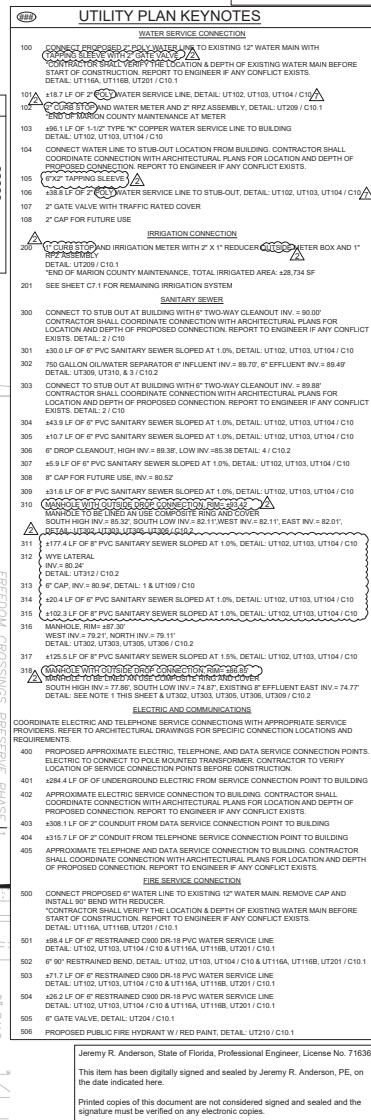 ### UTILITY PLAN KEYNOTES
WATER SERVICE CONNECTION
100 CONNECT PROPOSED 2" POLY WATER LINE TO EXISTING 12" WATER MAIN WITH
TAPPING SLEEVE WITH 2" GATE VALVE 2
*CONTRACTOR SHALL VERIFY THE LOCATION & DEPTH OF EXISTING WATER MAIN BEFORE
START OF CONSTRUCTION. REPORT TO ENGINEER IF ANY CONFLICT EXISTS.
DETAIL: UT116A, UT116B, UT201 / C10.1
101 ±18.7 LF OF 2" POLY WATER SERVICE LINE, DETAIL: UT102, UT103, UT104 / C10
2
102 2" CURB STOP AND WATER METER AND 2" RPZ ASSEMBLY, DETAIL: UT209 / C10.1
*END OF MARION COUNTY MAINTENANCE AT METER
103 ±96.1 LF OF 1-1/2" TYPE "K" COPPER WATER SERVICE LINE TO BUILDING
DETAIL: UT102, UT103, UT104 / C10
104 CONNECT WATER LINE TO STUB-OUT LOCATION FROM BUILDING. CONTRACTOR SHALL
COORDINATE CONNECTION WITH ARCHITECTURAL PLANS FOR LOCATION AND DEPTH OF
PROPOSED CONNECTION. REPORT TO ENGINEER IF ANY CONFLICT EXISTS.
105 6"X2" TAPPING SLEEVE 2
106 ±38.8 LF OF 2" POLY WATER SERVICE LINE TO STUB-OUT, DETAIL: UT102, UT103, UT104 / C10
107 2" GATE VALVE WITH TRAFFIC RATED COVER
108 2" CAP FOR FUTURE USE
IRRIGATION CONNECTION
2
200 1" CURB STOP AND IRRIGATION METER WITH 2" X 1" REDUCER OUTSIDE METER BOX AND 1"
RPZ ASSEMBLY 2
DETAIL: UT209 / C10.1
*END OF MARION COUNTY MAINTENANCE, TOTAL IRRIGATED AREA: ±28,734 SF
201 SEE SHEET C7.1 FOR REMAINING IRRIGATION SYSTEM
SANITARY SEWER
300 CONNECT TO STUB OUT AT BUILDING WITH 6" TWO-WAY CLEANOUT INV. = 90.00'
CONTRACTOR SHALL COORDINATE CONNECTION WITH ARCHITECTURAL PLANS FOR
LOCATION AND DEPTH OF PROPOSED CONNECTION. REPORT TO ENGINEER IF ANY CONFLICT
EXISTS. DETAIL: 2 / C10
301 ±30.0 LF OF 6" PVC SANITARY SEWER SLOPED AT 1.0%, DETAIL: UT102, UT103, UT104 / C10
302 750 GALLON OIL/WATER SEPARATOR 6" INFLUENT INV.= 89.70', 6" EFFLUENT INV.= 89.49'
DETAIL: UT309, UT310, & 3 / C10.2
303 CONNECT TO STUB OUT AT BUILDING WITH 6" TWO-WAY CLEANOUT INV. = 89.88'
CONTRACTOR SHALL COORDINATE CONNECTION WITH ARCHITECTURAL PLANS FOR
LOCATION AND DEPTH OF PROPOSED CONNECTION. REPORT TO ENGINEER IF ANY CONFLICT
EXISTS. DETAIL: 2 / C10
304 ±43.9 LF OF 6" PVC SANITARY SEWER SLOPED AT 1.0%, DETAIL: UT102, UT103, UT104 / C10
305 ±10.7 LF OF 6" PVC SANITARY SEWER SLOPED AT 1.0%, DETAIL: UT102, UT103, UT104 / C10
306 6" DROP CLEANOUT, HIGH INV.= 89.38', LOW INV.=85.38 DETAIL: 4 / C10.2
307 ±5.9 LF OF 6" PVC SANITARY SEWER SLOPED AT 1.0%, DETAIL: UT102, UT103, UT104 / C10
308 8" CAP FOR FUTURE USE, INV.= 80.52'
309 ±31.6 LF OF 8" PVC SANITARY SEWER SLOPED AT 1.0%, DETAIL: UT102, UT103, UT104 / C10
310 MANHOLE WITH OUTSIDE DROP CONNECTION, RIM= ±93.42 2
MANHOLE TO BE LINED AN USE COMPOSITE RING AND COVER
SOUTH HIGH INV.= 85.32', SOUTH LOW INV.= 82.11',WEST INV.= 82.11', EAST INV.= 82.01',
2 DETAIL: UT302, UT303, UT305, UT306 / C10.2
311 ±177.4 LF OF 8" PVC SANITARY SEWER SLOPED AT 1.0%, DETAIL: UT102, UT103, UT104 / C10
312 WYE LATERAL
INV.= 80.24'
DETAIL: UT312 / C10.2
313 6" CAP, INV.= 80.94', DETAIL: 1 & UT109 / C10
314 ±20.4 LF OF 6" PVC SANITARY SEWER SLOPED AT 1.0%, DETAIL: UT102, UT103, UT104 / C10
315 ±102.3 LF OF 8" PVC SANITARY SEWER SLOPED AT 1.0%, DETAIL: UT102, UT103, UT104 / C10
316 MANHOLE, RIM= ±87.30'
WEST INV.= 79.21', NORTH INV.= 79.11'
DETAIL: UT302, UT303, UT305, UT306 / C10.2
317 ±125.5 LF OF 8" PVC SANITARY SEWER SLOPED AT 1.5%, DETAIL: UT102, UT103, UT104 / C10
318 MANHOLE WITH OUTSIDE DROP CONNECTION, RIM= ±86.85' 2
2 MANHOLE TO BE LINED AN USE COMPOSITE RING AND COVER
SOUTH HIGH INV.= 77.86', SOUTH LOW INV.= 74.87', EXISTING 8" EFFLUENT EAST INV.= 74.77'
DETAIL: SEE NOTE 1 THIS SHEET & UT302, UT303, UT305, UT306, UT309 / C10.2
ELECTRIC AND COMMUNICATIONS
COORDINATE ELECTRIC AND TELEPHONE SERVICE CONNECTIONS WITH APPROPRIATE SERVICE
PROVIDERS. REFER TO ARCHITECTURAL DRAWINGS FOR SPECIFIC CONNECTION LOCATIONS AND
REQUIREMENTS.
400 PROPOSED APPROXIMATE ELECTRIC, TELEPHONE, AND DATA SERVICE CONNECTION POINTS.
ELECTRIC TO CONNECT TO POLE MOUNTED TRANSFORMER. CONTRACTOR TO VERIFY
LOCATION OF SERVICE CONNECTION POINTS BEFORE CONSTRUCTION.
401 ±284.4 LF OF OF UNDERGROUND ELECTRIC FROM SERVICE CONNECTION POINT TO BUILDING
402 APPROXIMATE ELECTRIC SERVICE CONNECTION TO BUILDING. CONTRACTOR SHALL
COORDINATE CONNECTION WITH ARCHITECTURAL PLANS FOR LOCATION AND DEPTH OF
PROPOSED CONNECTION. REPORT TO ENGINEER IF ANY CONFLICT EXISTS.
403 ±308.1 LF OF 2" COUNDUIT FROM DATA SERVICE CONNECTION POINT TO BUILDING
404 ±315.7 LF OF 2" CONDUIT FROM TELEPHONE SERVICE CONNECTION POINT TO BUILDING
405 APPROXIMATE TELEPHONE AND DATA SERVICE CONNECTION TO BUILDING. CONTRACTOR
SHALL COORDINATE CONNECTION WITH ARCHITECTURAL PLANS FOR LOCATION AND DEPTH
OF PROPOSED CONNECTION. REPORT TO ENGINEER IF ANY CONFLICT EXISTS.
FIRE SERVICE CONNECTION
500 CONNECT PROPOSED 6" WATER LINE TO EXISTING 12" WATER MAIN. REMOVE CAP AND
INSTALL 90° BEND WITH REDUCER.
*CONTRACTOR SHALL VERIFY THE LOCATION & DEPTH OF EXISTING WATER MAIN BEFORE
START OF CONSTRUCTION. REPORT TO ENGINEER IF ANY CONFLICT EXISTS.
DETAIL: UT116A, UT116B, UT201 / C10.1
501 ±98.4 LF OF 6" RESTRAINED C900 DR-18 PVC WATER SERVICE LINE
DETAIL: UT102, UT103, UT104 / C10 & UT116A, UT116B, UT201 / C10.1
502 6" 90° RESTRAINED BEND, DETAIL: UT102, UT103, UT104 / C10 & UT116A, UT116B, UT201 / C10.1
503 ±71.7 LF OF 6" RESTRAINED C900 DR-18 PVC WATER SERVICE LINE
DETAIL: UT102, UT103, UT104 / C10 & UT116A, UT116B, UT201 / C10.1
504 ±26.2 LF OF 6" RESTRAINED C900 DR-18 PVC WATER SERVICE LINE
DETAIL: UT102, UT103, UT104 / C10 & UT116A, UT116B, UT201 / C10.1
505 6" GATE VALVE, DETAIL: UT204 / C10.1
506 PROPOSED PUBLIC FIRE HYDRANT W / RED PAINT, DETAIL: UT210 / C10.1
FREEDOM CROSSINGS PRESERVE PHASE
Jeremy R. Anderson, State of Florida, Professional Engineer, License No. 71636
This item has been digitally signed and sealed by Jeremy R. Anderson, PE, on
the date indicated here.
Printed copies of this document are not considered signed and sealed and the
signature must be verified on any electronic copies.